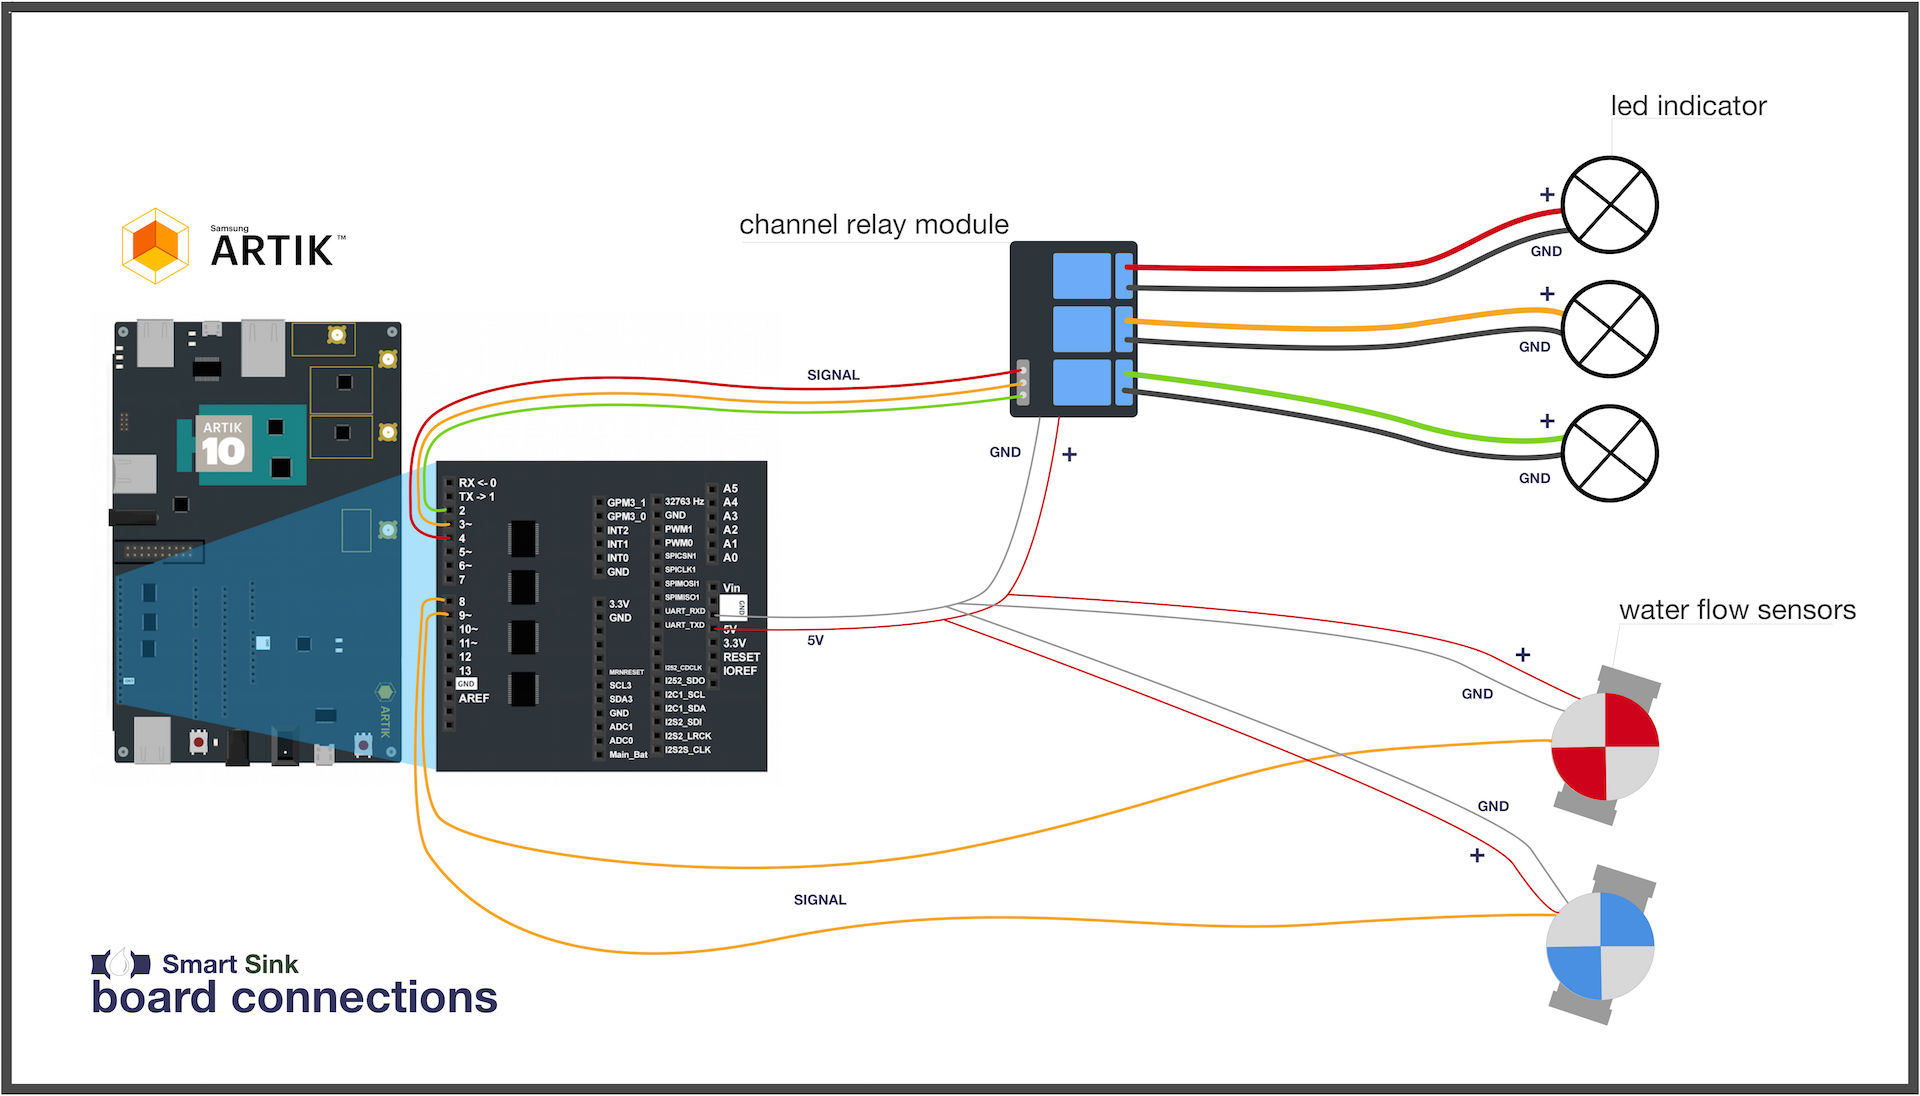 led indicator
+
GND
+
GND
+
GND
channel relay module
Samsung
ARTIK™
SIGNAL
GND
+
ARTIK
10
ARTIK
RX <- 0
TX -> 1
2
3~
4
5~
6~
7
8
9~
10~
11~
12
13
GND
AREF
GPM3_1
GPM3_0
INT2
INT1
INT0
GND
3.3V
GND
MRNRESET
SCL3
SDA3
GND
ADC1
ADC0
Main_Bat
32763 Hz
GND
PWM1
PWM0
SPICSN1
SPICLK1
SPIMOSI1
SPIMISO1
UART_RXD
UART_TXD
I252_CDCLK
I252_SDO
I2C1_SCL
I2C1_SDA
I2S2_SDI
I2S2_LRCK
I2S2S_CLK
A5
A4
A3
A2
A1
A0
Vin
GND
5V
3.3V
RESET
IOREF
5V
water flow sensors
+
GND
GND
+
SIGNAL
Smart Sink
board connections